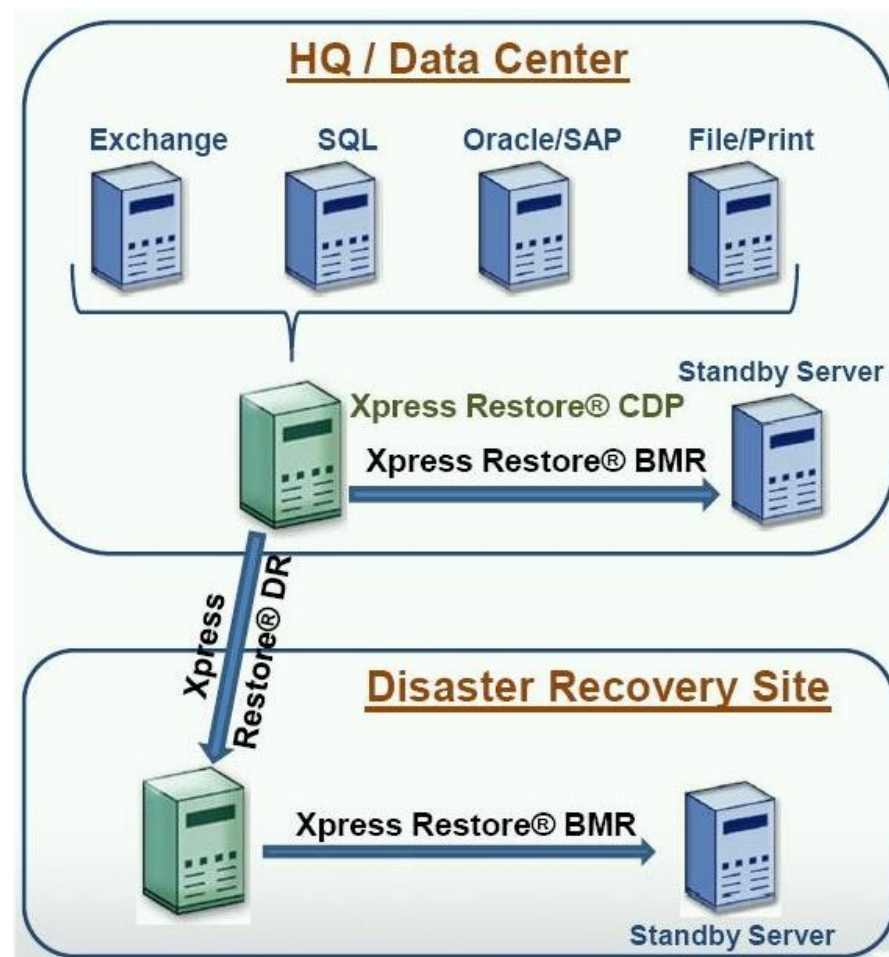 HQ / Data Center
Exchange
SQL
Oracle/SAP
File/Print
Standby Server
Xpress Restore® CDP
Xpress Restore® BMR
Xpress
Restore® DR
Disaster Recovery Site
Xpress Restore® BMR
Standby Server